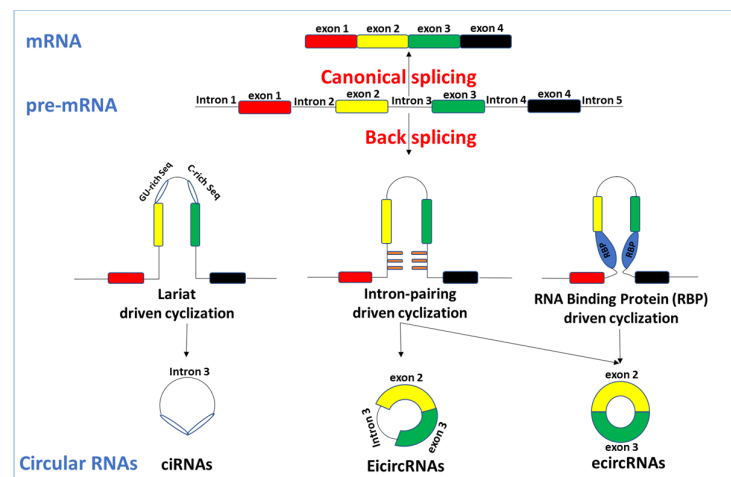 mRNA
exon 1 exon 2 exon 3 exon 4
Canonical splicing
pre-mRNA
Intron 1 exon 1 Intron 2 exon 2 Intron 3 exon 3 Intron 4 exon 4 Intron 5
Back splicing
GU-rich Seq
C-rich Seq
RBP RBP
Lariat
driven cyclization
Intron-pairing
driven cyclization
RNA Binding Protein (RBP)
driven cyclization
Intron 3
exon 2
Intron 3
exon 3
exon 2
exon 3
Circular RNAs
ciRNAs
EicircRNAs
ecircRNAs